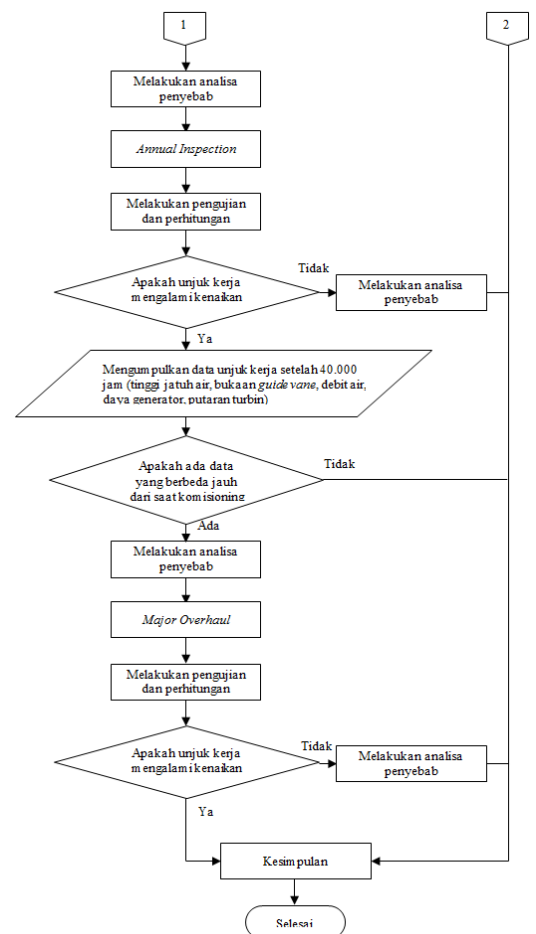 1
2
Melakukan analisa
penyebab
Annual Inspection
Melakukan pengujian
dan perhitungan
Apakah unjuk kerja
mengalami kenaikan
Tidak
Melakukan analisa
penyebab
Ya
Mengumpulkan data unjuk kerja setelah 40.000
jam (tinggi jatuh air, bukaan guide vane, debit air,
daya generator, putaran turbin)
Apakah ada data
yang berbeda jauh
dari saat komisioning
Tidak
Ada
Melakukan analisa
penyebab
Major Overhaul
Melakukan pengujian
dan perhitungan
Apakah unjuk kerja
mengalami kenaikan
Tidak
Melakukan analisa
penyebab
Ya
Kesimpulan
Selesai